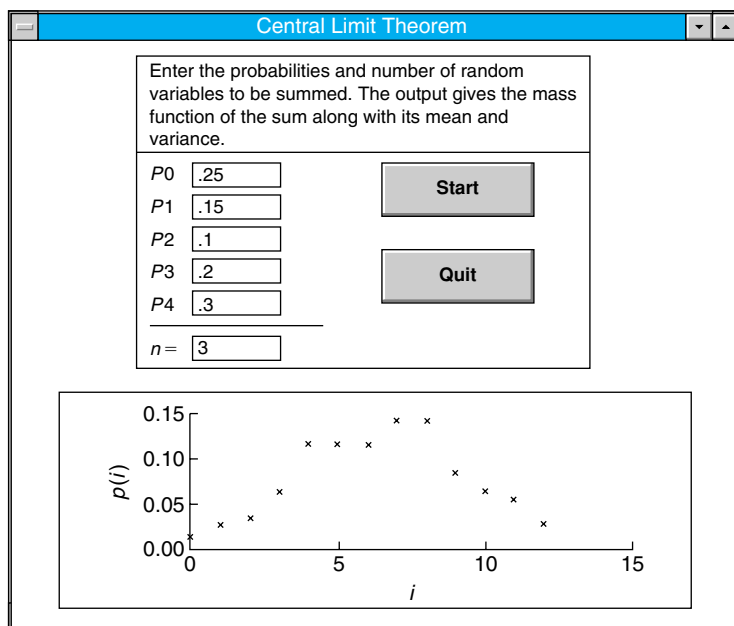 Central Limit Theorem
Enter the probabilities and number of random
variables to be summed. The output gives the mass
function of the sum along with its mean and
variance.
P0 .25
P1 .15
P2 .1
P3 .2
P4 .3
n = 3
Start
Quit
0.15
0.10
0.05
0.00
p(i)
0 5 10 15
i